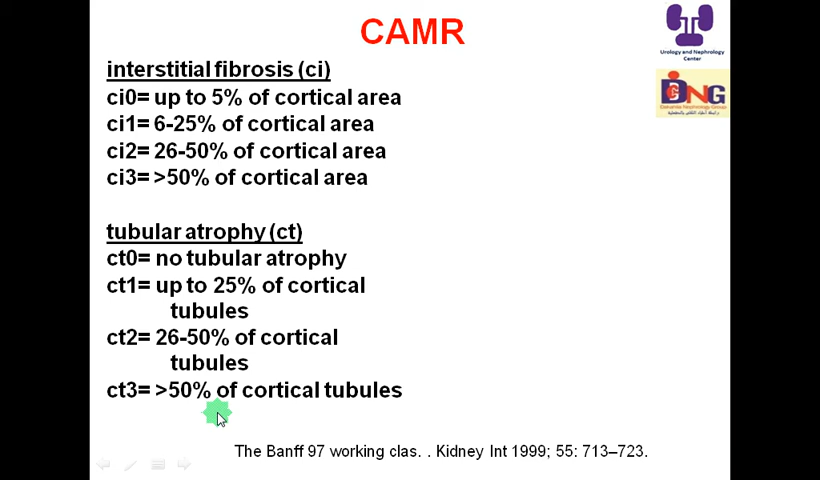 CAMR
Urology and Nephrology
Center
DNG
interstitial fibrosis (ci)
ci0= up to 5% of cortical area
ci1= 6-25% of cortical area
ci2= 26-50% of cortical area
ci3= >50% of cortical area
tubular atrophy (ct)
ct0= no tubular atrophy
ct1= up to 25% of cortical
tubules
ct2= 26-50% of cortical
tubules
ct3= >50% of cortical tubules
The Banff 97 working clas. . Kidney Int 1999; 55: 713–723.